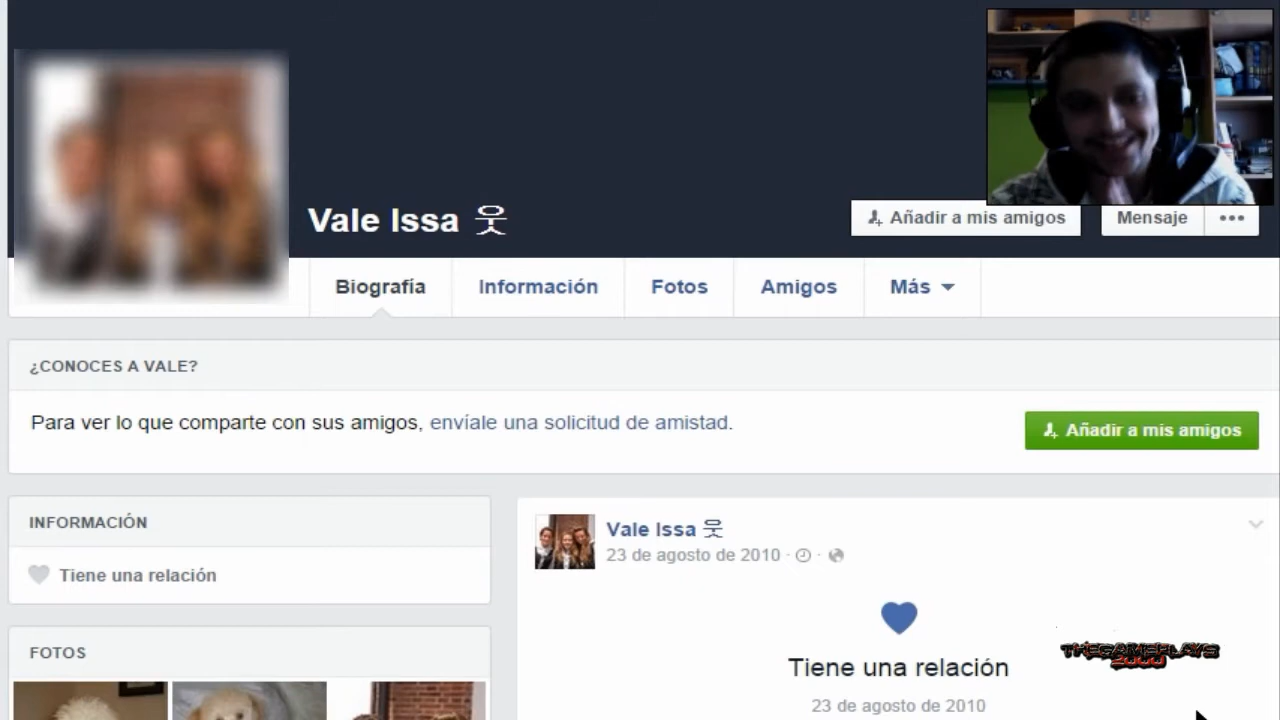 Vale Issa 웃
Añadir a mis amigos
Mensaje
Biografía
Información
Fotos
Amigos
Más
¿CONOCES A VALE?
Para ver lo que comparte con sus amigos, envíale una solicitud de amistad.
Añadir a mis amigos
INFORMACIÓN
Tiene una relación
FOTOS
Vale Issa 웃
23 de agosto de 2010
Tiene una relación
23 de agosto de 2010
THEGAMEPLAYS
2000